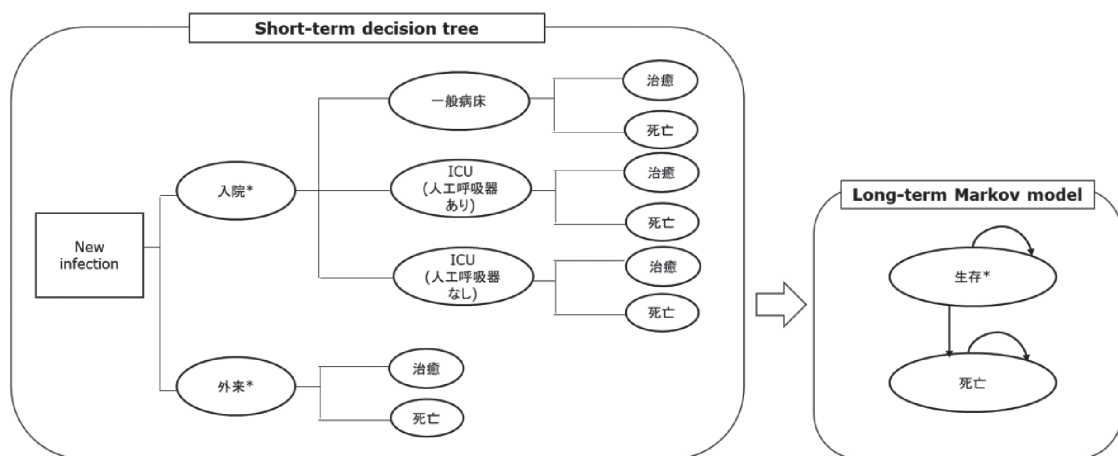 Short-term decision tree
一般病床
治癒
死亡
入院*
ICU
(人工呼吸器
あり)
治癒
死亡
New
infection
ICU
(人工呼吸器
なし)
治癒
死亡
外来*
治癒
死亡
Long-term Markov model
生存*
死亡